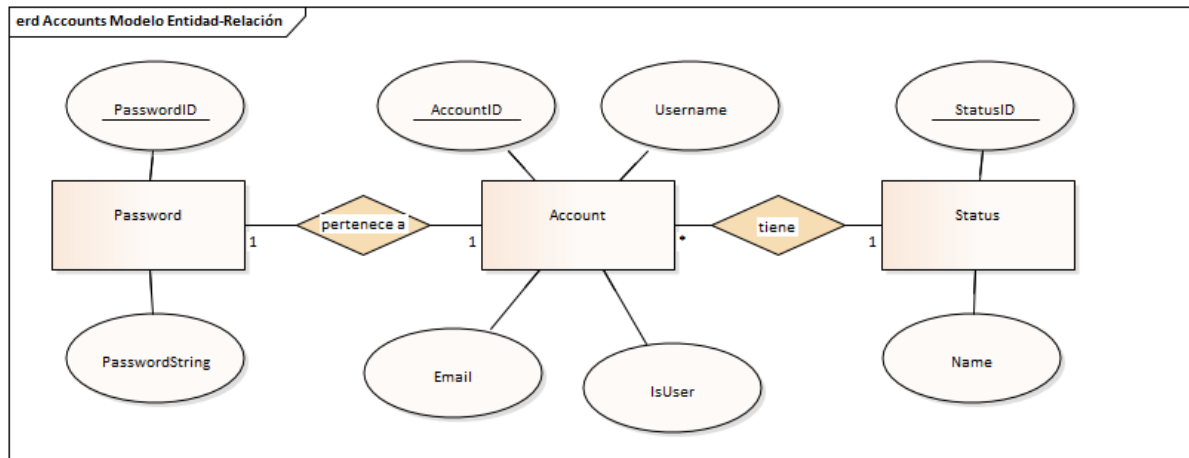 erd Accounts Modelo Entidad-Relación
PasswordID
AccountID
Username
StatusID
Password
pertenece a
Account
tiene
Status
1
1
*
1
PasswordString
Email
IsUser
Name